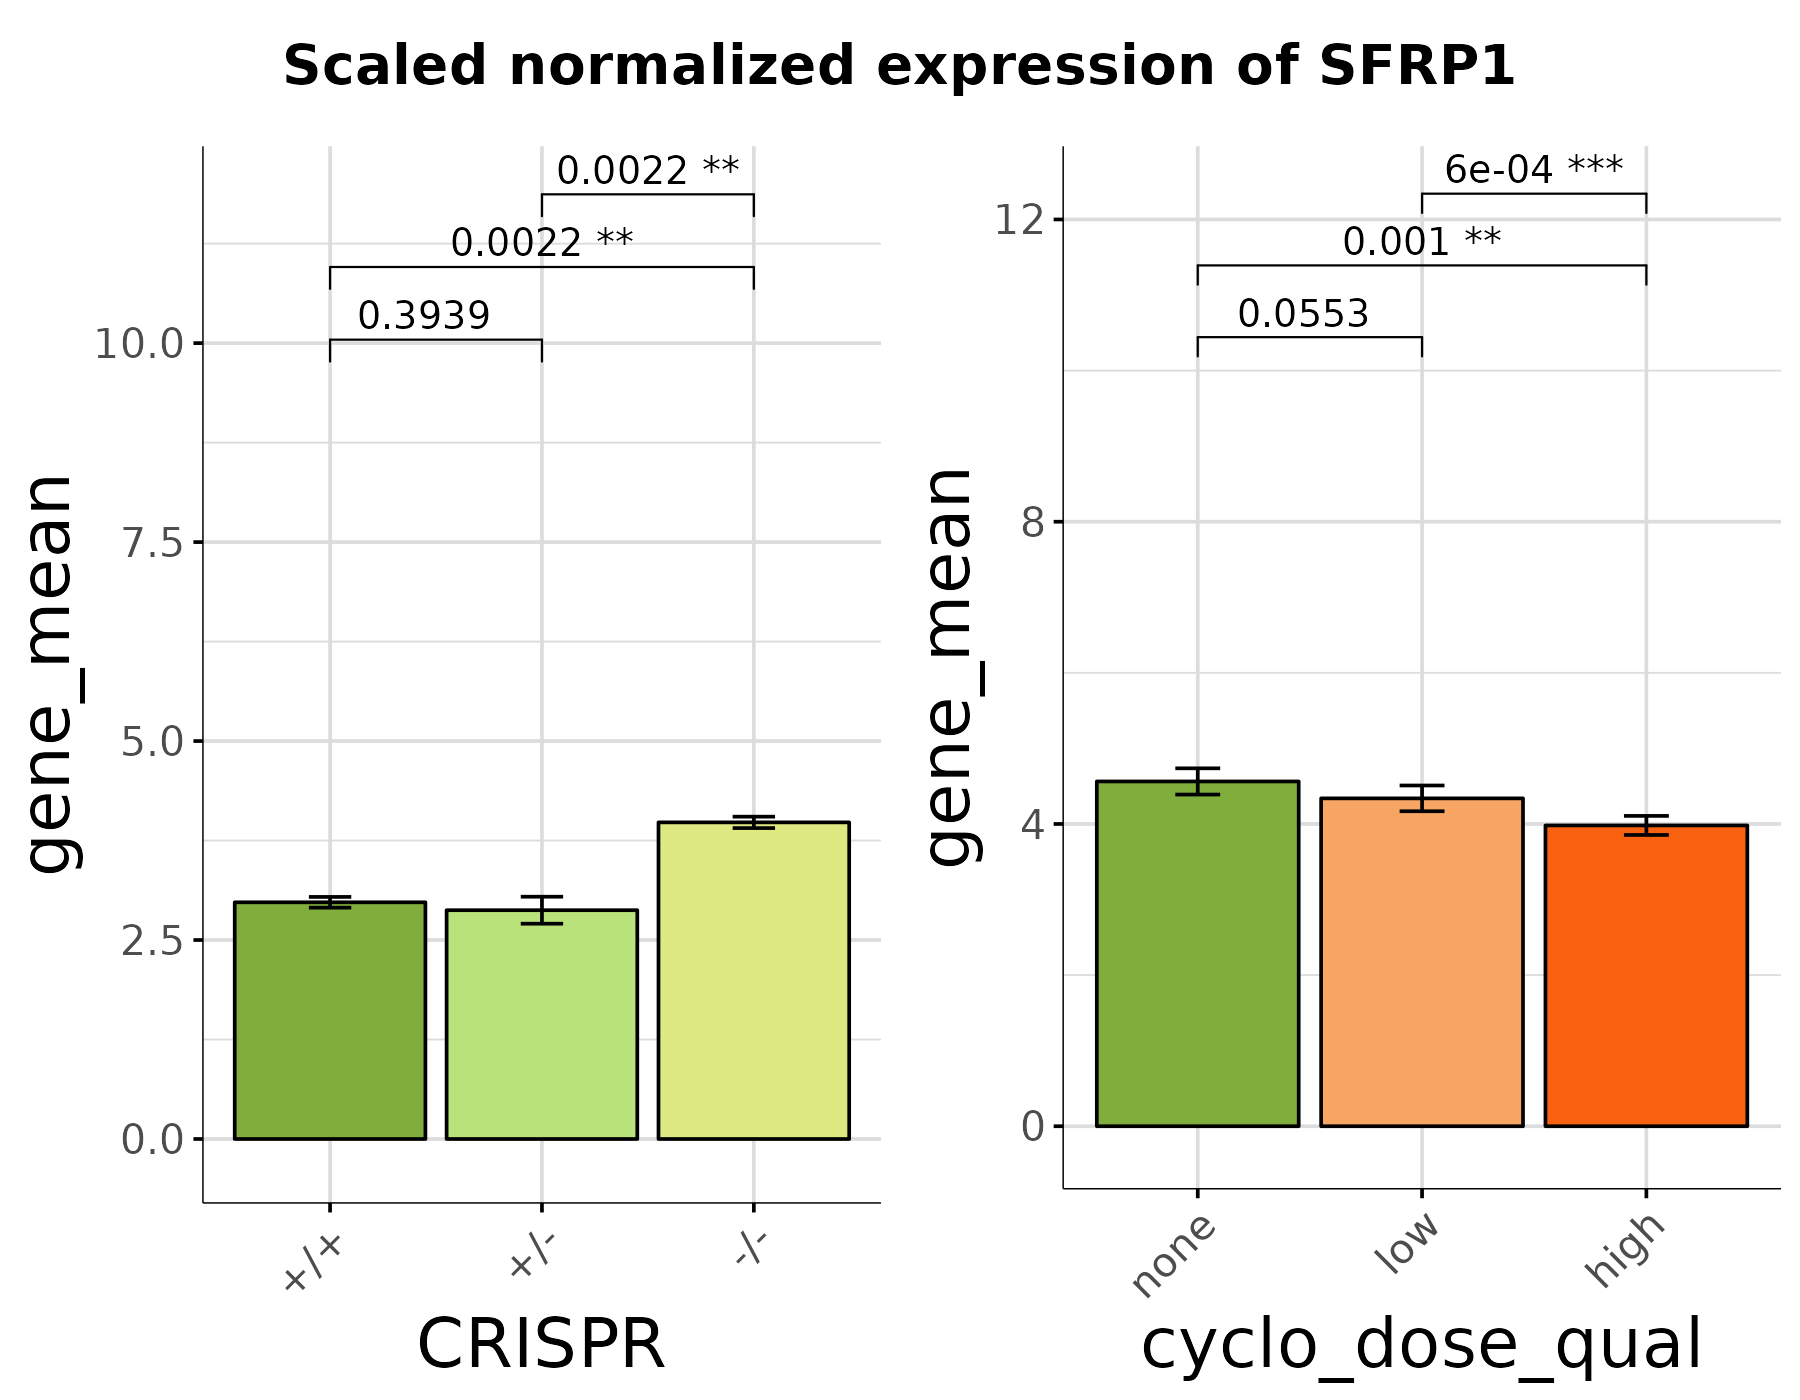 Scaled normalized expression of SFRP1
gene_mean
10.0
7.5
5.0
2.5
0.0
0.0022 **
0.0022 **
0.3939
+/+
+/-
-/-
CRISPR
gene_mean
12
8
4
0
6e-04 ***
0.001 **
0.0553
none
low
high
cyclo_dose_qual